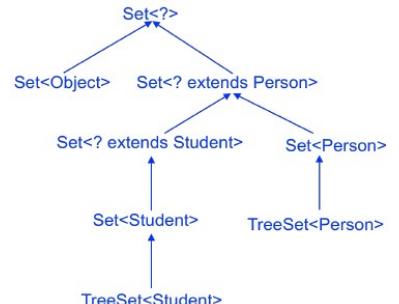 Set<?>
Set<Object>
Set<? extends Person>
Set<? extends Student>
Set<Person>
Set<Student>
TreeSet<Person>
TreeSet<Student>